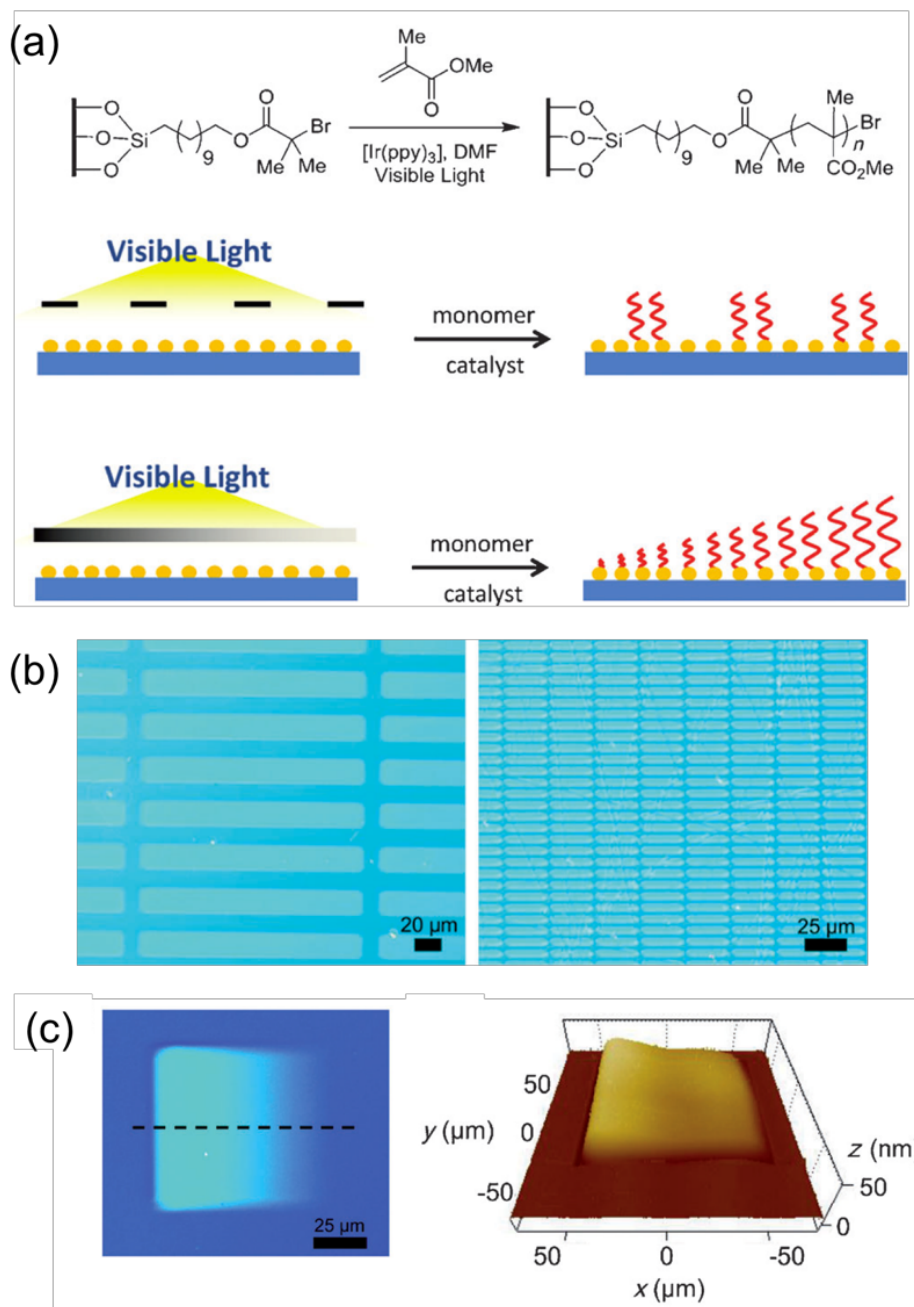 (a)
Me
OMe
O
O
O
O
Si
( )9
O
O
Br
Me
Me
[Ir(ppy)3], DMF
Visible Light
O
O
O
Si
( )9
O
O
Me
Me
Me
Br
n
CO2Me
Visible Light
monomer
catalyst
Visible Light
monomer
catalyst
(b)
20 µm
25 µm
(c)
25 µm
50
y (µm)
0
-50
z (nm
50
0
50
0
-50
x (µm)